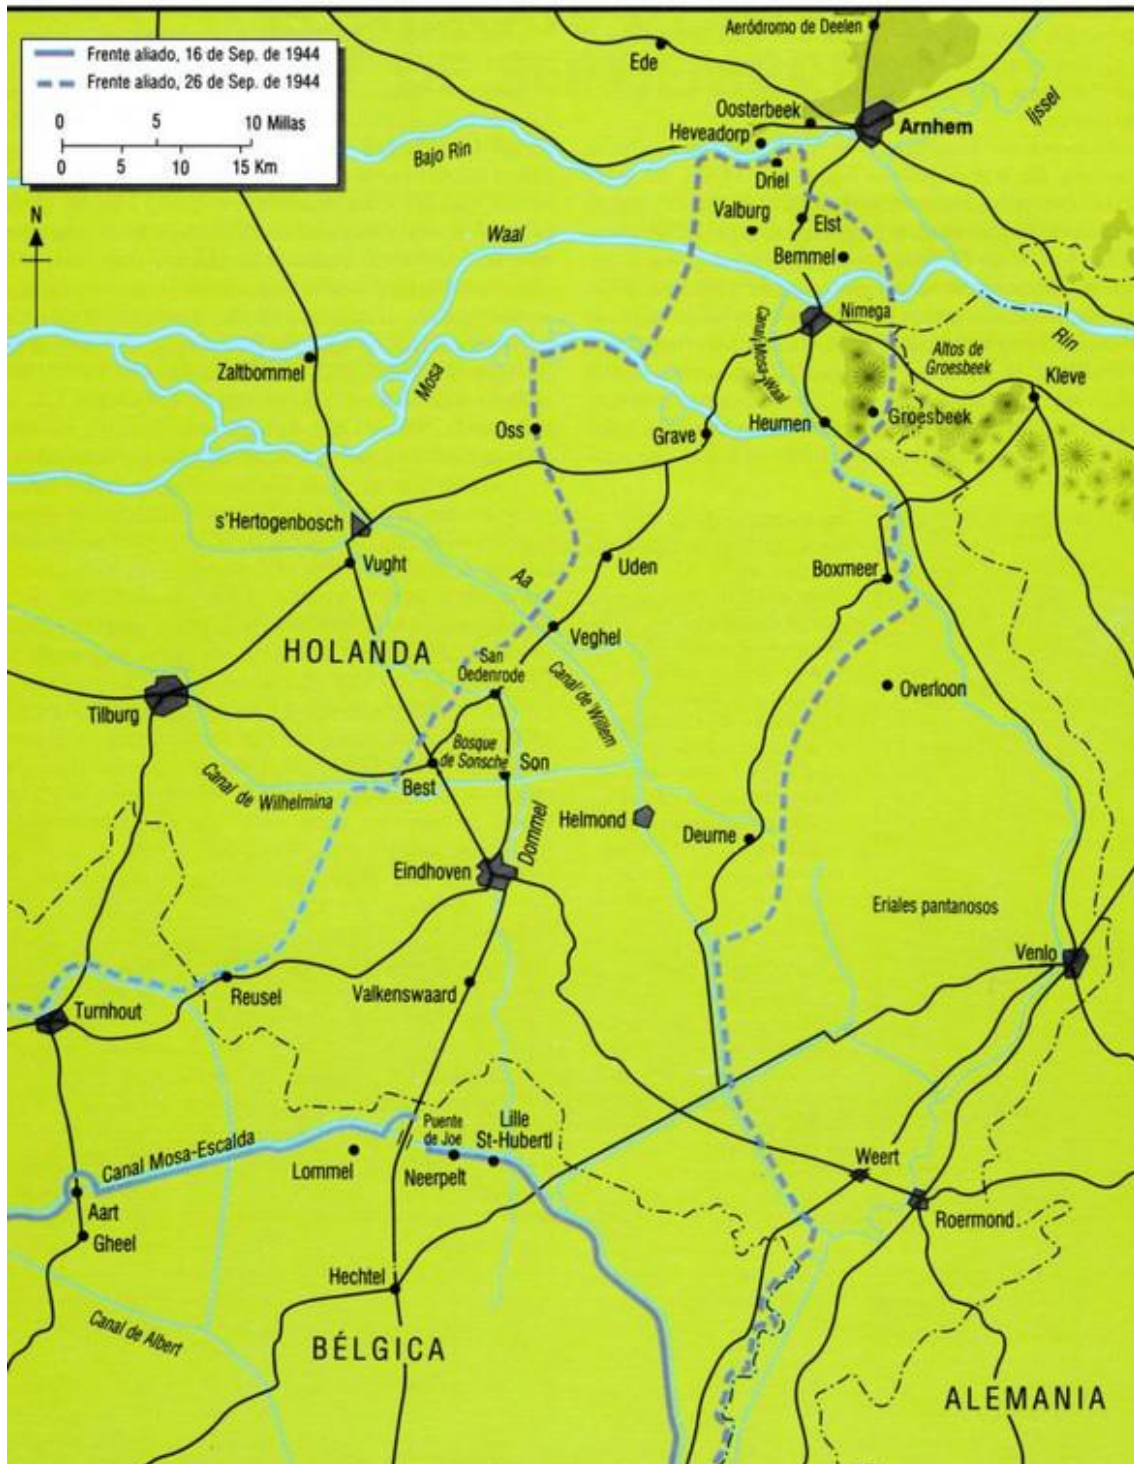 Frente aliado, 16 de Sep. de 1944
Frente aliado, 26 de Sep. de 1944
0 5 10 Millas
0 5 10 15 Km
N
Aeródromo de Deelen
Ede
Oosterbeek
Arnhem
Heveadorp
Ijssel
Bajo Rin
Driel
Valburg
Elst
Waal
Bemmel
Nimega
Rin
Canal Mosa-Waal
Altos de
Groesbeek
Zaltbommel
Mosa
Kleve
Oss
Grave
Heumen
Groesbeek
s'Hertogenbosch
Vught
Aa
Uden
Boxmeer
HOLANDA
Veghel
San
Oedenrode
Canal de Willem
Overloon
Tilburg
Bosque
de Sonsche
Son
Best
Canal de Wilhelmina
Helmond
Deurne
Dommel
Eindhoven
Eriales pantanosos
Venlo
Reusel
Valkenswaard
Turnhout
Puente
de Joe
Lille
St-Hubertl
Canal Mosa-Escalda
Lommel
Neerpelt
Weert
Aart
Roermond
Gheel
Hechtel
Canal de Albert
BÉLGICA
ALEMANIA